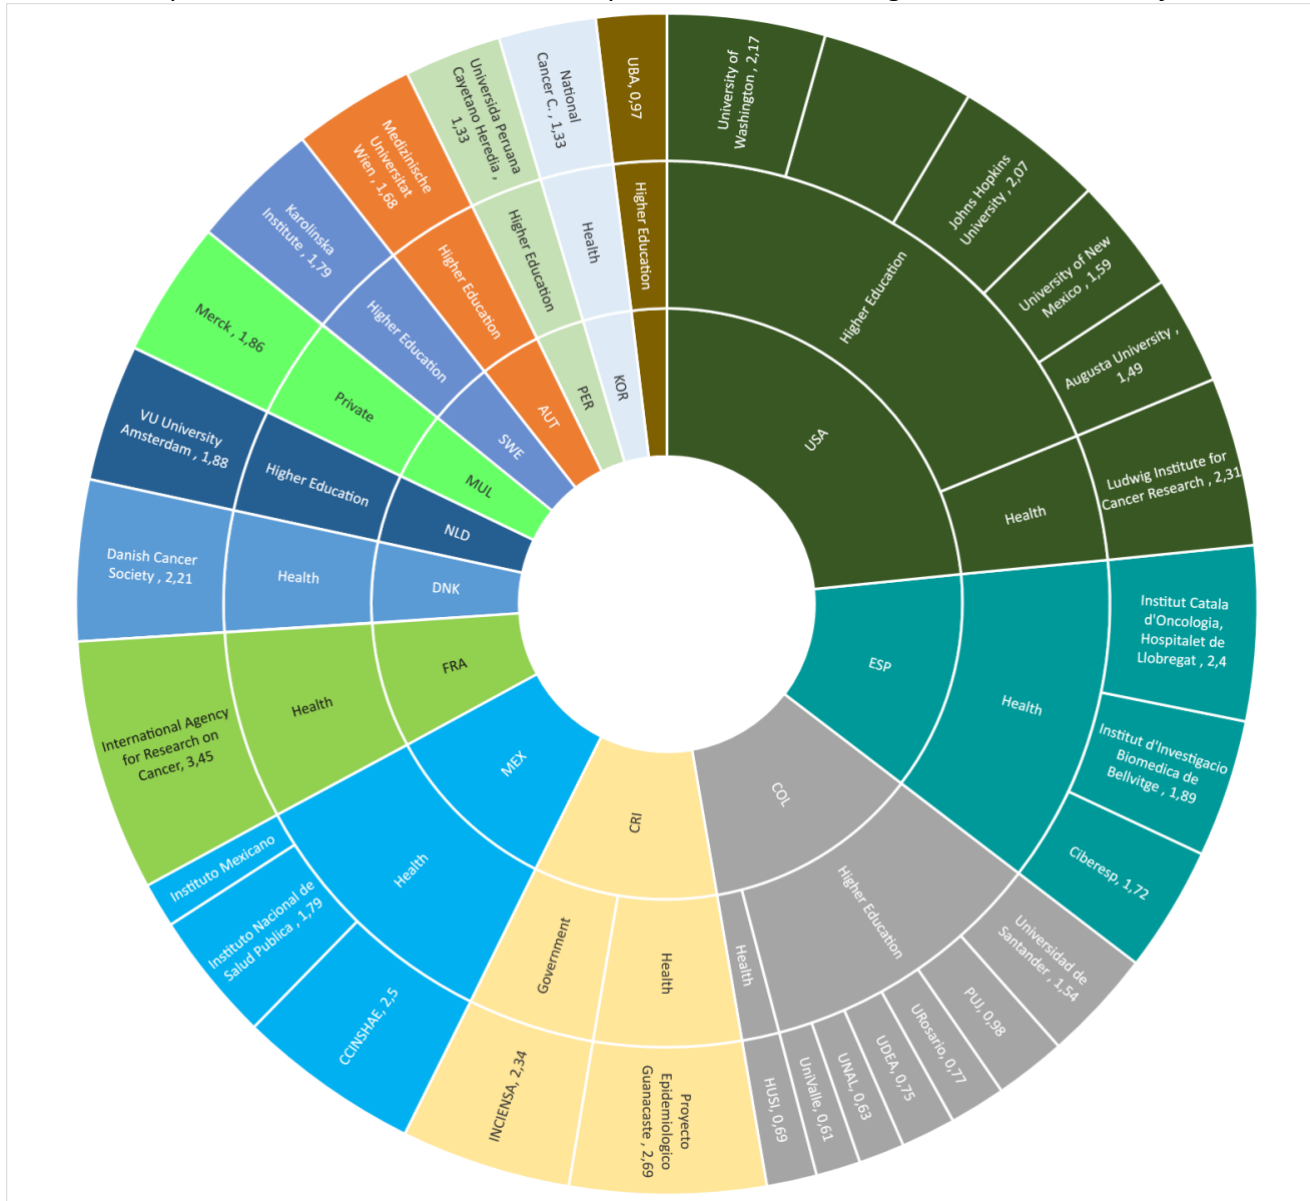 USA
Higher Education
University of
Washington , 2,17
Johns Hopkins
University , 2,07
University of New
Mexico , 1,59
Augusta University ,
1,49
Health
Ludwig Institute for
Cancer Research , 2,31
ESP
Health
Institut Catala
d'Oncologia,
Hospitalet de
Llobregat , 2,4
Institut d'Investigacio
Biomedica de
Bellvitge , 1,89
Ciberesp, 1,72
COL
Higher Education
Universidad de
Santander , 1,54
PUJ, 0,98
URosario, 0,77
UDEA, 0,75
UNAL, 0,63
UniValle, 0,61
Health
HUSI, 0,69
CRI
Health
Proyecto
Epidemiologico
Guanacaste , 2,69
Government
INCIENSA, 2,34
MEX
Health
CCINSHAE, 2,5
Instituto Nacional de
Salud Publica , 1,79
Instituto Mexicano
FRA
Health
International Agency
for Research on
Cancer, 3,45
DNK
Health
Danish Cancer
Society , 2,21
NLD
Higher Education
VU University
Amsterdam , 1,88
MUL
Private
Merck , 1,86
SWE
Higher Education
Karolinska
Institute , 1,79
AUT
Higher Education
Medizinische
Universitat
Wien , 1,68
PER
Higher Education
Universida Peruana
Cayetano Heredia ,
1,33
KOR
Health
National
Cancer C. , 1,33
Higher Education
UBA, 0,97